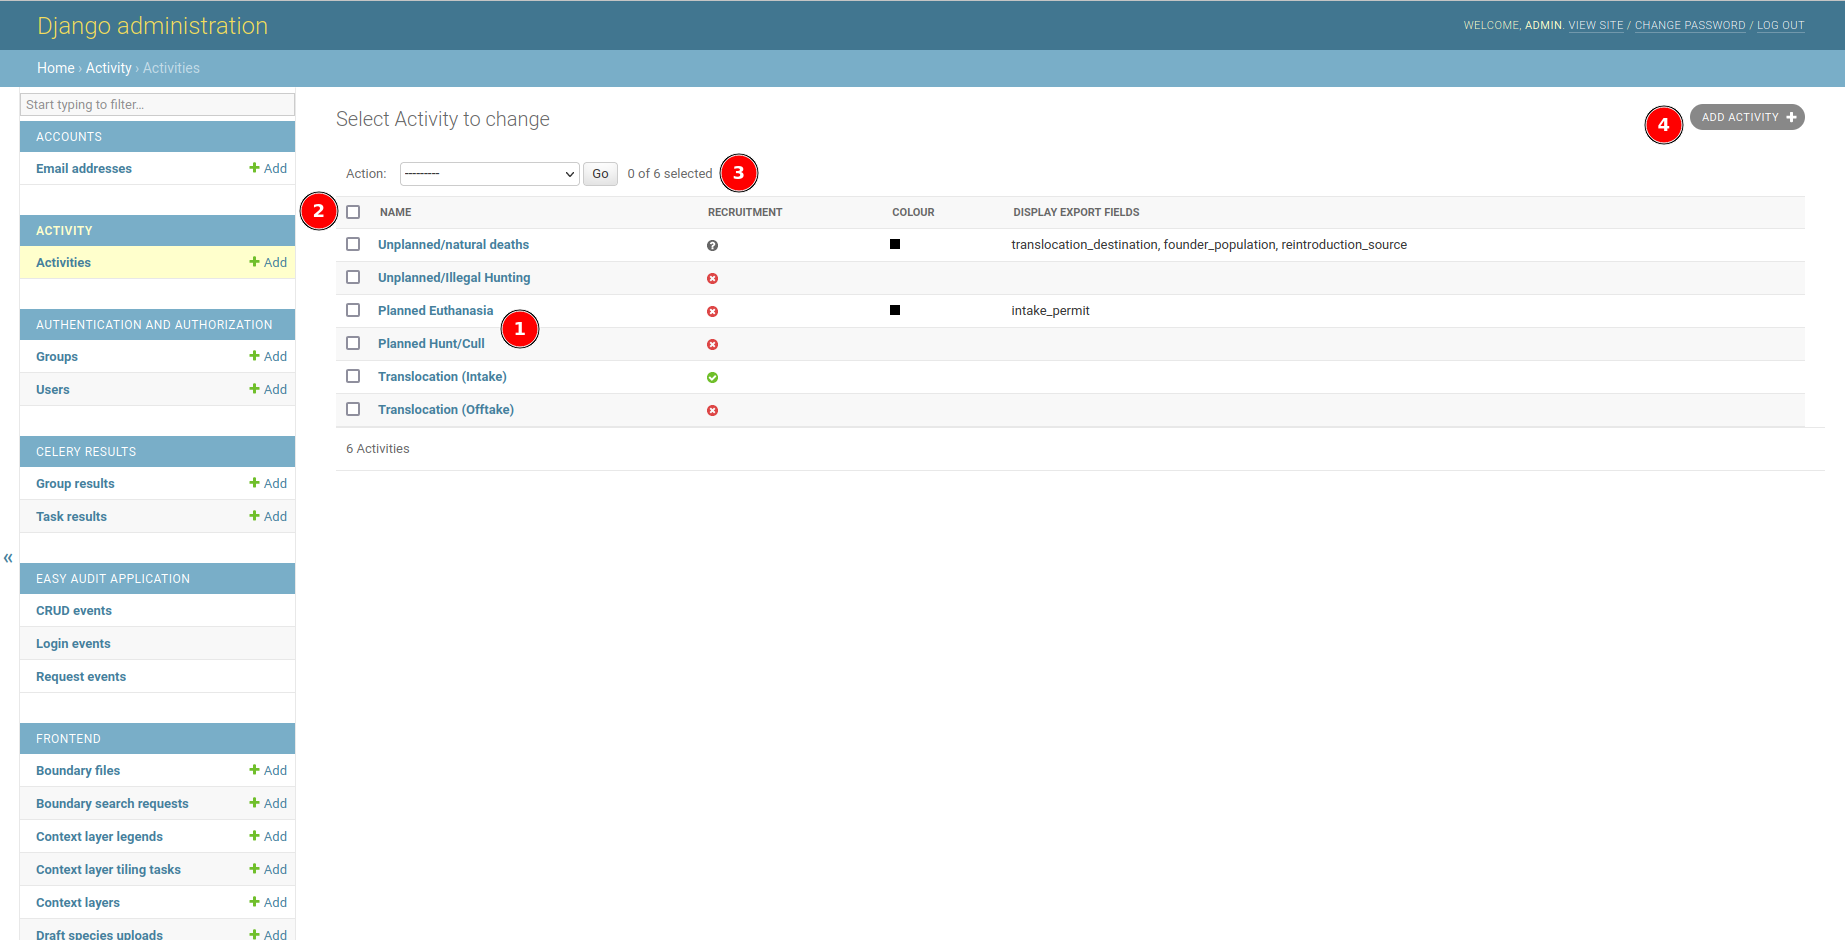 Django administration
WELCOME, ADMIN. VIEW SITE / CHANGE PASSWORD / LOG OUT
Home › Activity › Activities
Start typing to filter...
ACCOUNTS
Email addresses + Add
ACTIVITY
Activities + Add
AUTHENTICATION AND AUTHORIZATION
Groups + Add
Users + Add
CELERY RESULTS
Group results + Add
Task results + Add
«
EASY AUDIT APPLICATION
CRUD events
Login events
Request events
FRONTEND
Boundary files + Add
Boundary search requests + Add
Context layer legends + Add
Context layer tiling tasks + Add
Context layers + Add
Draft species uploads + Add
Select Activity to change
4 ADD ACTIVITY +
Action: --------- Go 0 of 6 selected 3
2 NAME RECRUITMENT COLOUR DISPLAY EXPORT FIELDS
Unplanned/natural deaths ? translocation_destination, founder_population, reintroduction_source
Unplanned/Illegal Hunting
Planned Euthanasia intake_permit
1
Planned Hunt/Cull
Translocation (Intake)
Translocation (Offtake)
6 Activities